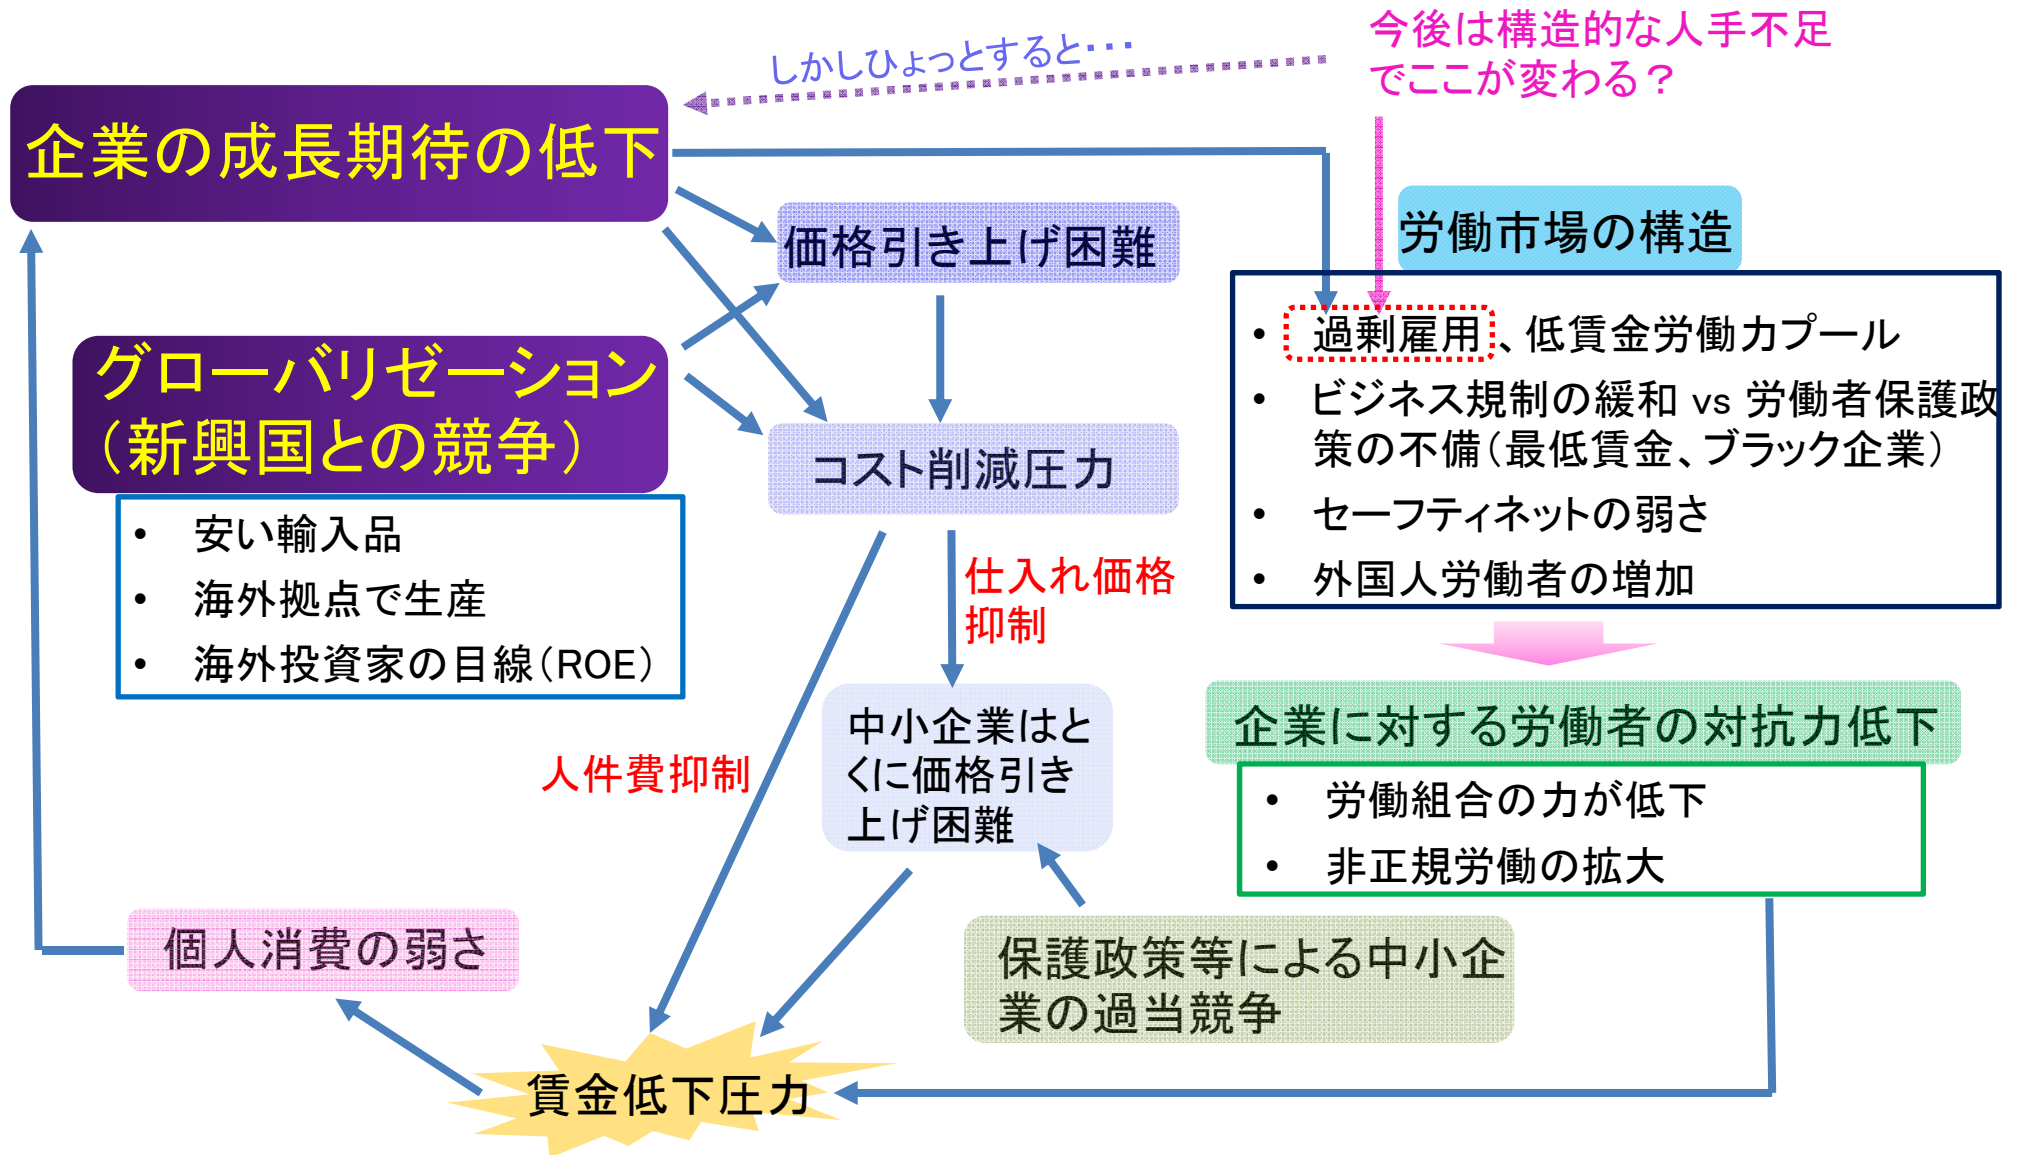 今後は構造的な人手不足
でここが変わる？
しかしひょっとすると・・・
企業の成長期待の低下
価格引き上げ困難
労働市場の構造
• 過剰雇用、低賃金労働力プール
• ビジネス規制の緩和 vs 労働者保護政
策の不備（最低賃金、ブラック企業）
• セーフティネットの弱さ
• 外国人労働者の増加
グローバリゼーション
（新興国との競争）
• 安い輸入品
• 海外拠点で生産
• 海外投資家の目線（ROE）
コスト削減圧力
仕入れ価格
抑制
人件費抑制
中小企業はと
くに価格引き
上げ困難
企業に対する労働者の対抗力低下
• 労働組合の力が低下
• 非正規労働の拡大
個人消費の弱さ
保護政策等による中小企
業の過当競争
賃金低下圧力